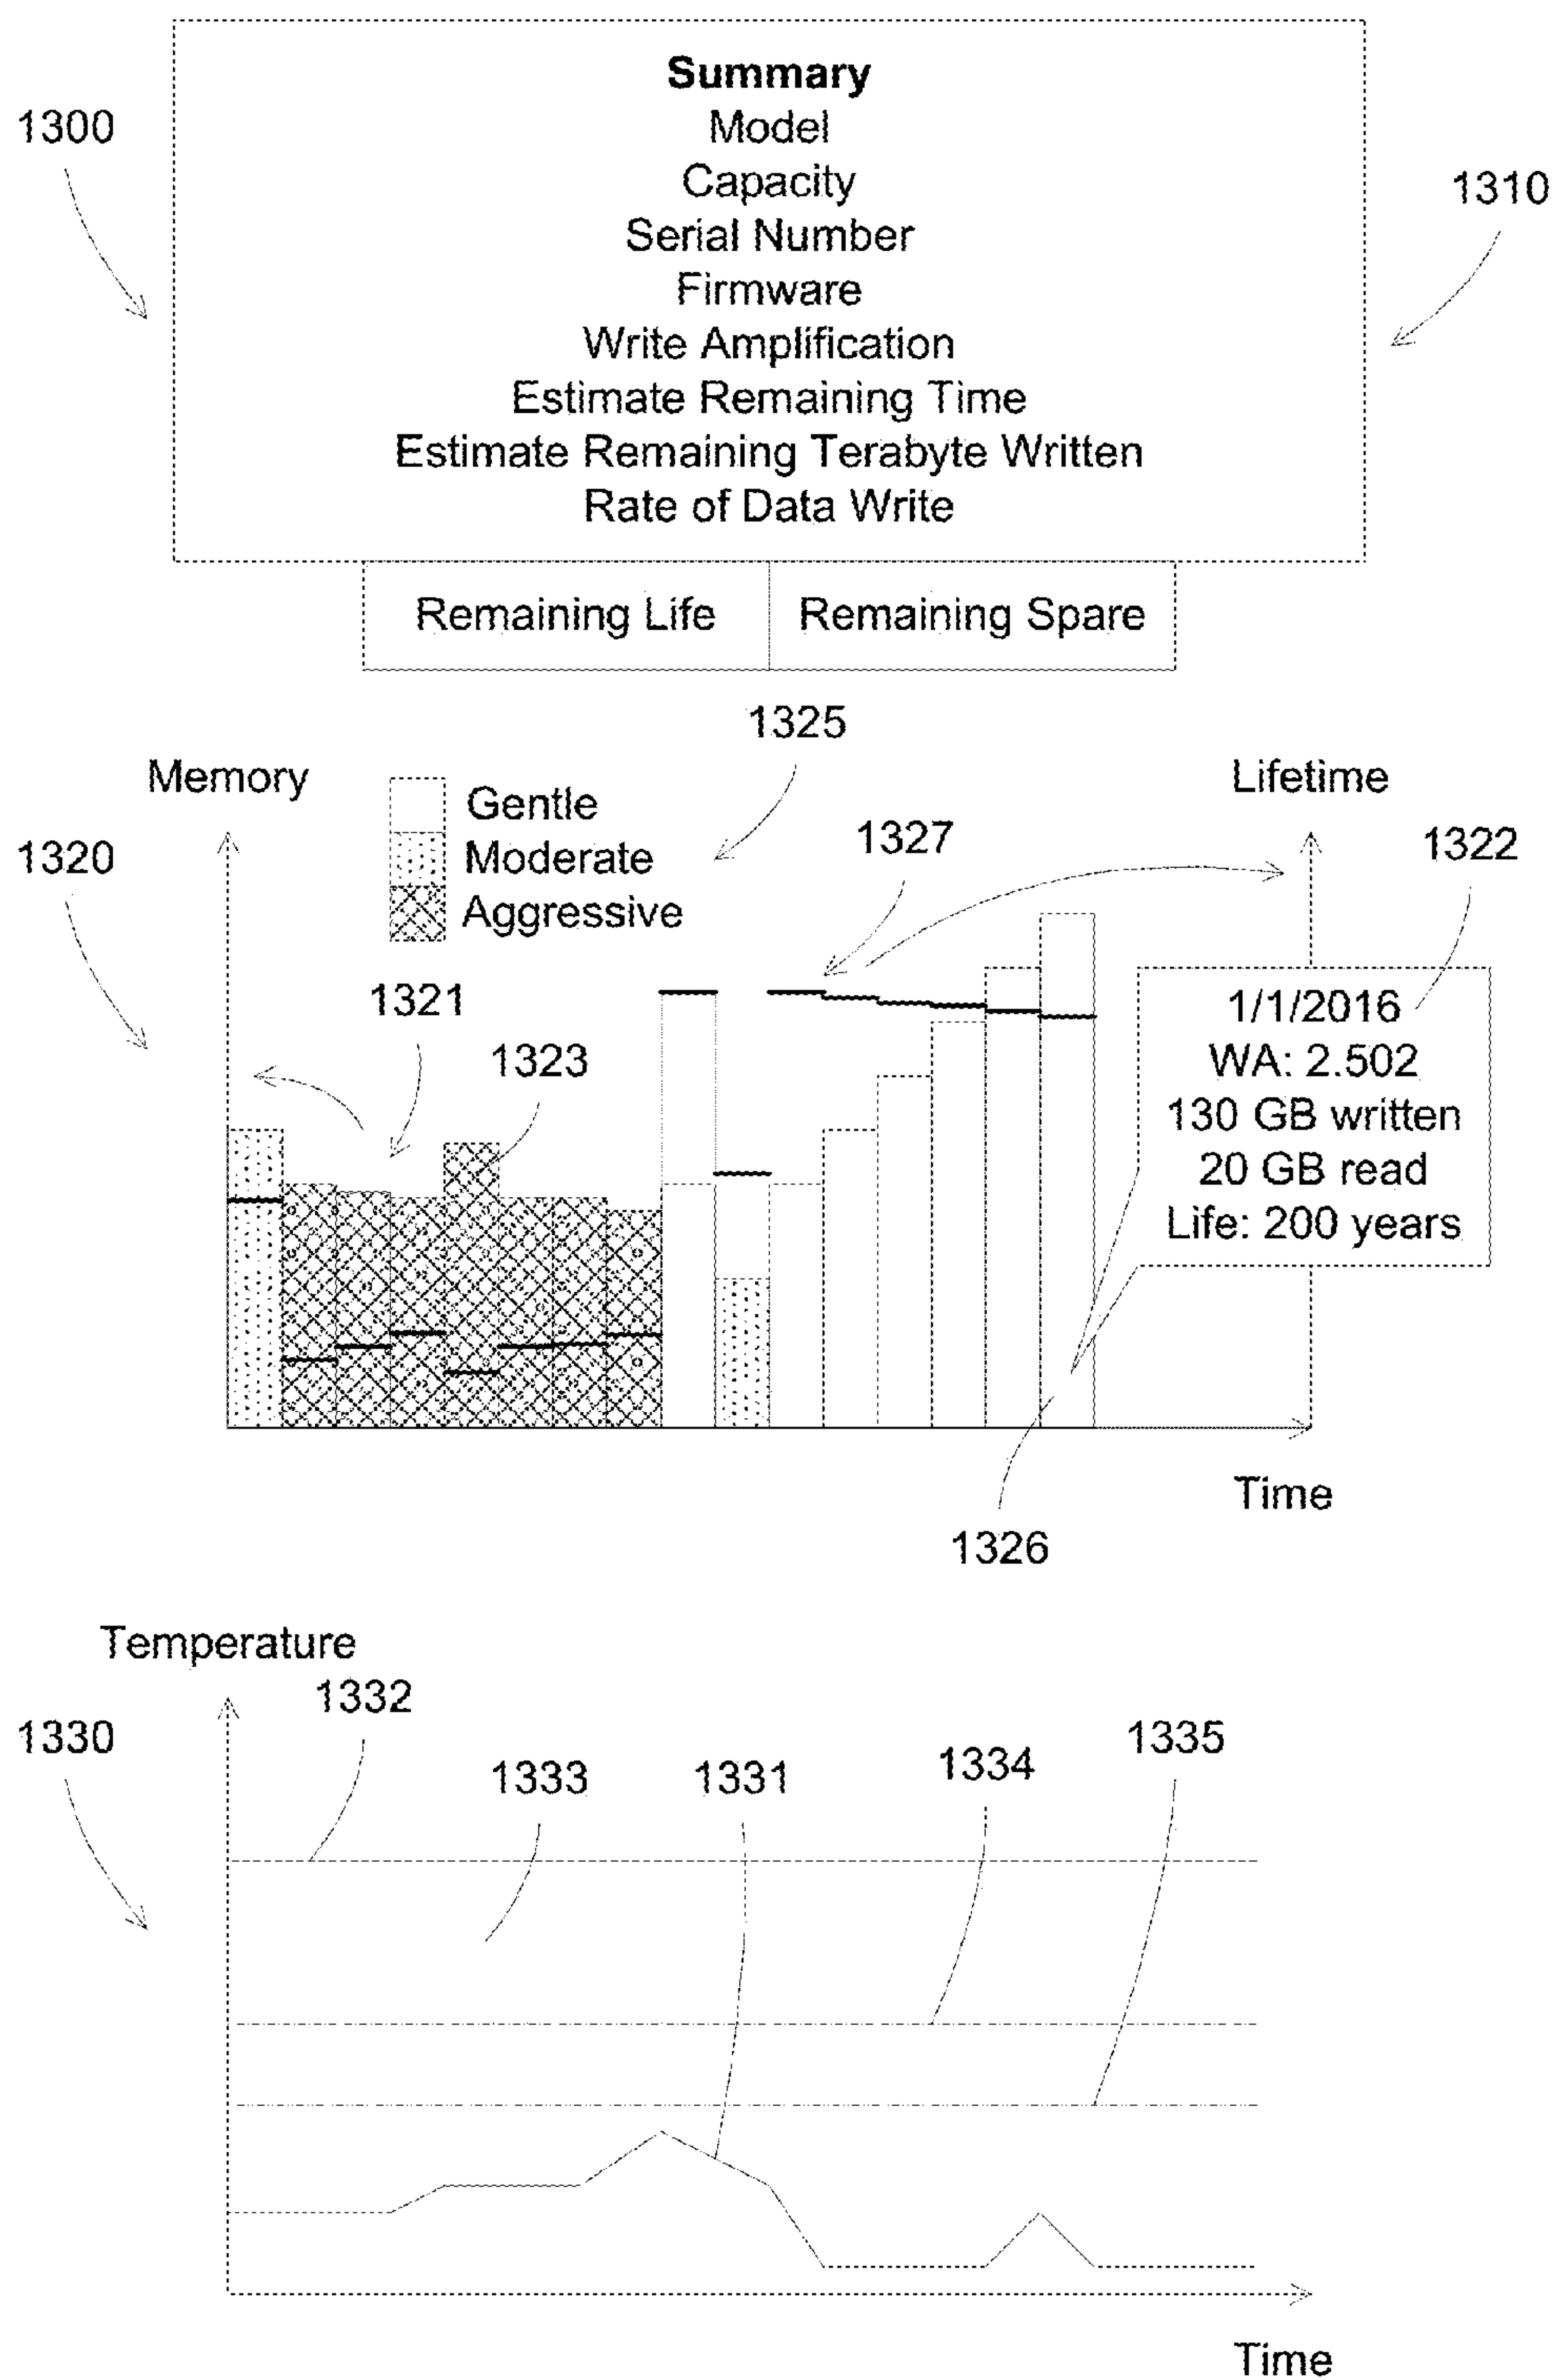 Summary
1300
Model
Capacity
1310
Serial Number
Firmware
Write Amplification
Estimate Remaining Time
Estimate Remaining Terabyte Written
Rate of Data Write
Remaining Life
Remaining Spare
1325
Memory
Lifetime
Gentle
Moderate
Aggressive
1320
1327
1322
1321
1323
1/1/2016
WA: 2.502
130 GB written
20 GB read
Life: 200 years
Time
1326
Temperature
1332
1330
1333
1331
1334
1335
Time